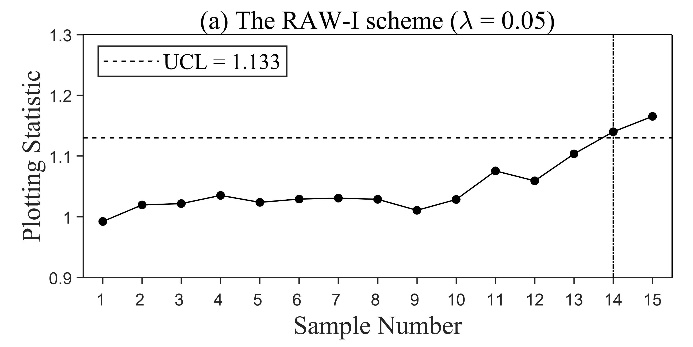 (a) The RAW-I scheme (λ = 0.05)
1.3
UCL = 1.133
1.2
1.1
1
0.9
Plotting Statistic
1 2 3 4 5 6 7 8 9 10 11 12 13 14 15
Sample Number